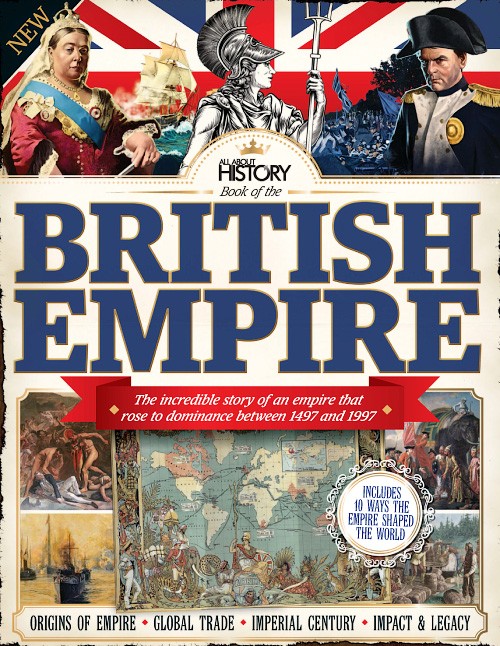 NEW
ALL ABOUT
HISTORY
Book of the
BRITISH
EMPIRE
The incredible story of an empire that
rose to dominance between 1497 and 1997
INCLUDES
10 WAYS THE
EMPIRE SHAPED
THE WORLD
ORIGINS OF EMPIRE • GLOBAL TRADE • IMPERIAL CENTURY • IMPACT & LEGACY